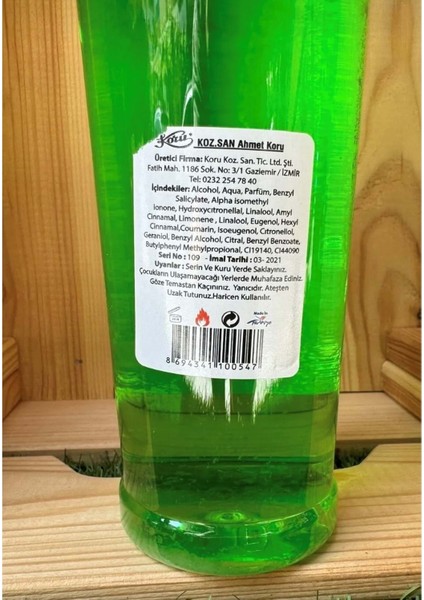 Koru KOZ.SAN Ahmet Koru
Üretici Firma: Koru Koz. San. Tic. Ltd. Şti.
Fatih Mah. 1186 Sok. No: 3/1 Gaziemir / İZMİR
Tel: 0232 254 78 40
İçindekiler: Alcohol, Aqua, Parfüm, Benzyl
Salicylate, Alpha isomethyl
Ionone, Hydroxycitronellal, Linalool, Amyl
Cinnamal, Limonene , Linalool, Eugenol, Hexyl
Cinnamal,Coumarin, Isoeugenol, Citronellol,
Geraniol, Benzyl Alcohol, Citral, Benzyl Benzoate,
Butylphenyl Methylpropional, CI19140, CI44090
Seri No : 109 - İmal Tarihi : 03- 2021
Uyarılar : Serin Ve Kuru Yerde Saklayınız.
Çocukların Ulaşamayacağı Yerlerde Muhafaza Ediniz.
Göze Temastan Kaçınınız. Yanıcıdır. Ateşten
Uzak Tutunuz.Haricen Kullanılır.
Made in
Türkiye
8 694341 100547